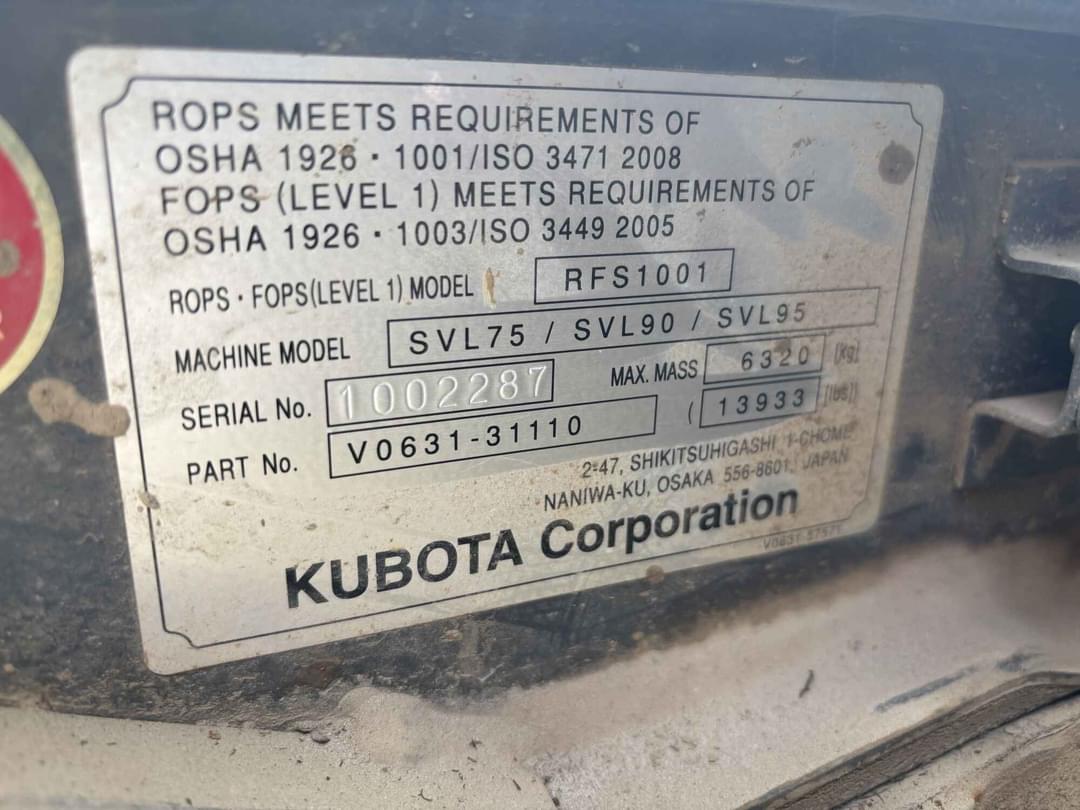 ROPS MEETS REQUIREMENTS OF
OSHA 1926・1001/ISO 3471 2008
FOPS (LEVEL 1) MEETS REQUIREMENTS OF
OSHA 1926・1003/ISO 3449 2005
ROPS・FOPS(LEVEL 1) MODEL RFS1001
MACHINE MODEL SVL75 / SVL90 / SVL95
SERIAL No. 1002287 MAX. MASS 6320 (kg)
PART No. V0631-31110 ( 13933 (lbs))
2-47, SHIKITSUHIGASHI, 1-CHOME
NANIWA-KU, OSAKA 556-8601, JAPAN
KUBOTA Corporation